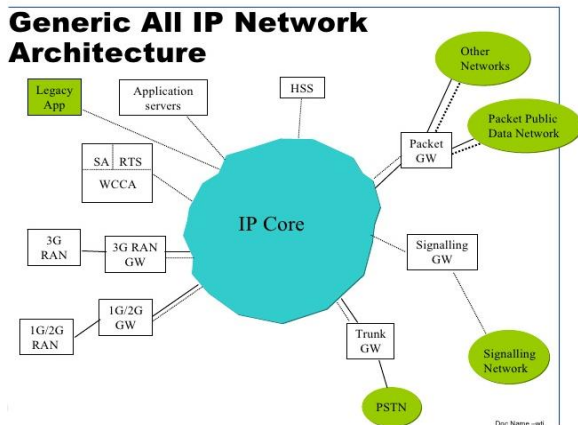 Generic All IP Network
Architecture
Legacy
App
Application
servers
HSS
Other
Networks
Packet Public
Data Network
Packet
GW
SA RTS
WCCA
IP Core
3G
RAN
3G RAN
GW
Signalling
GW
1G/2G
GW
1G/2G
RAN
Trunk
GW
Signalling
Network
PSTN
Doc Name